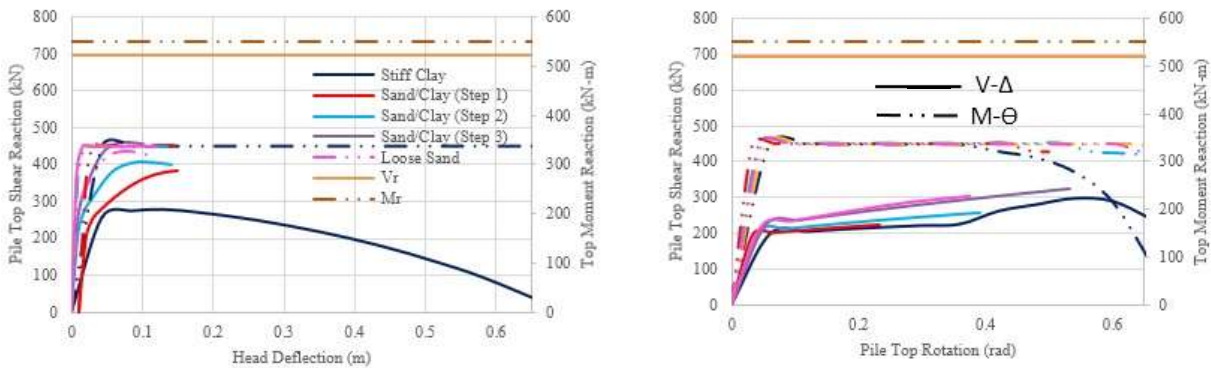 800
700
600
500
400
300
200
100
0
Pile Top Shear Reaction (kN)
0
0.1
0.2
0.3
0.4
0.5
0.6
Head Deflection (m)
600
500
400
300
200
100
0
Top Moment Reaction (kN-m)
Stiff Clay
Sand/Clay (Step 1)
Sand/Clay (Step 2)
Sand/Clay (Step 3)
Loose Sand
Vr
Mr
800
700
600
500
400
300
200
100
0
Pile Top Shear Reaction (kN)
0
0.2
0.4
0.6
Pile Top Rotation (rad)
600
500
400
300
200
100
0
Top Moment Reaction (kN-m)
V-Δ
M-Θ